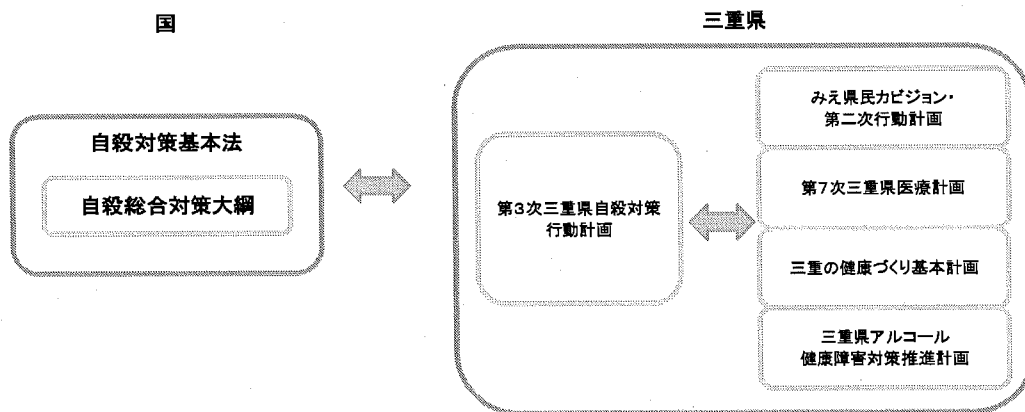 国
三重県
自殺対策基本法
自殺総合対策大綱
第3次三重県自殺対策
行動計画
みえ県民力ビジョン・
第二次行動計画
第7次三重県医療計画
三重の健康づくり基本計画
三重県アルコール
健康障害対策推進計画